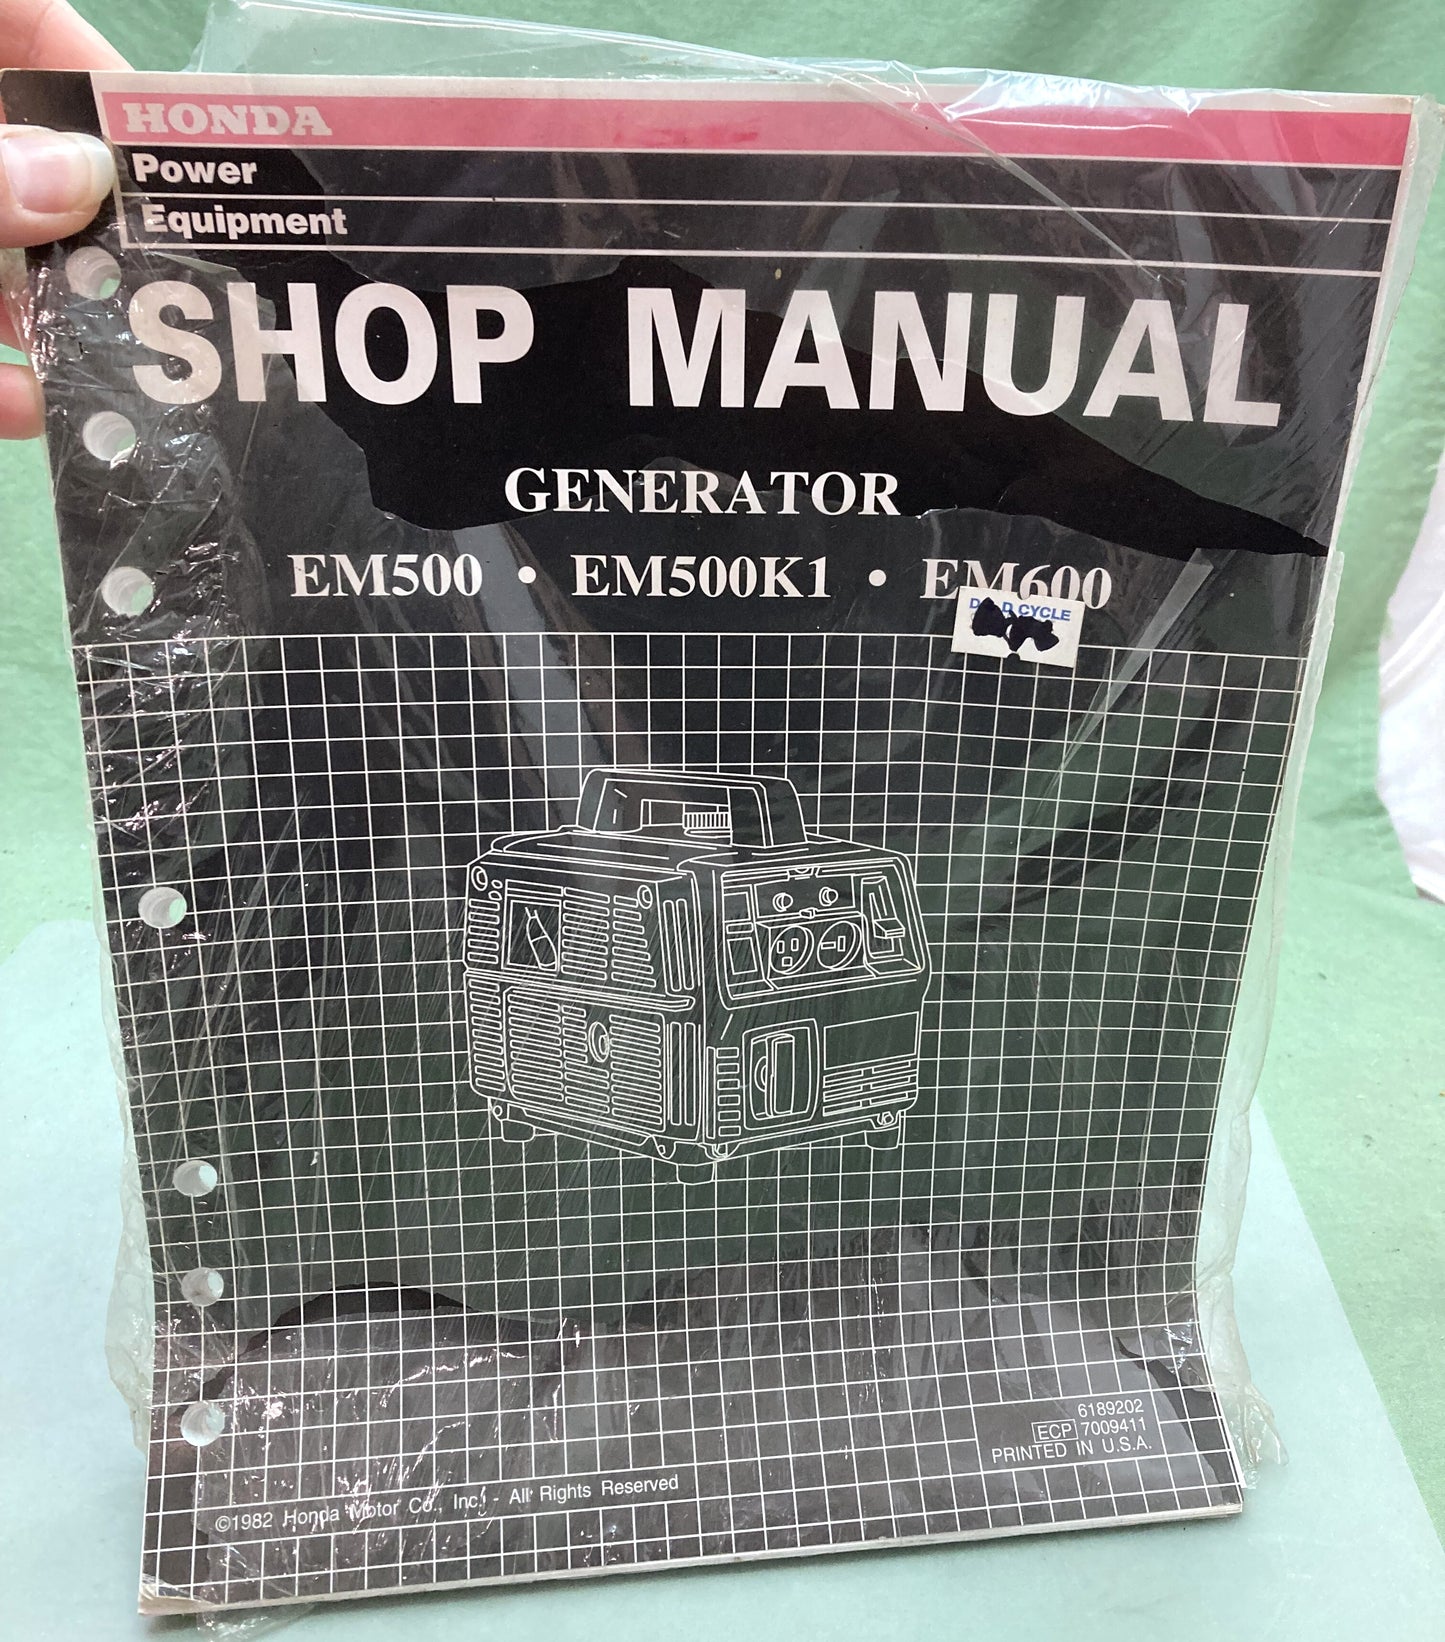 HONDA
Power
Equipment
SHOP MANUAL
GENERATOR
EM500 • EM500K1 • EM600
CYCLE
6189202
ECP 7009411
PRINTED IN U.S.A.
©1982 Honda Motor Co., Inc. - All Rights Reserved